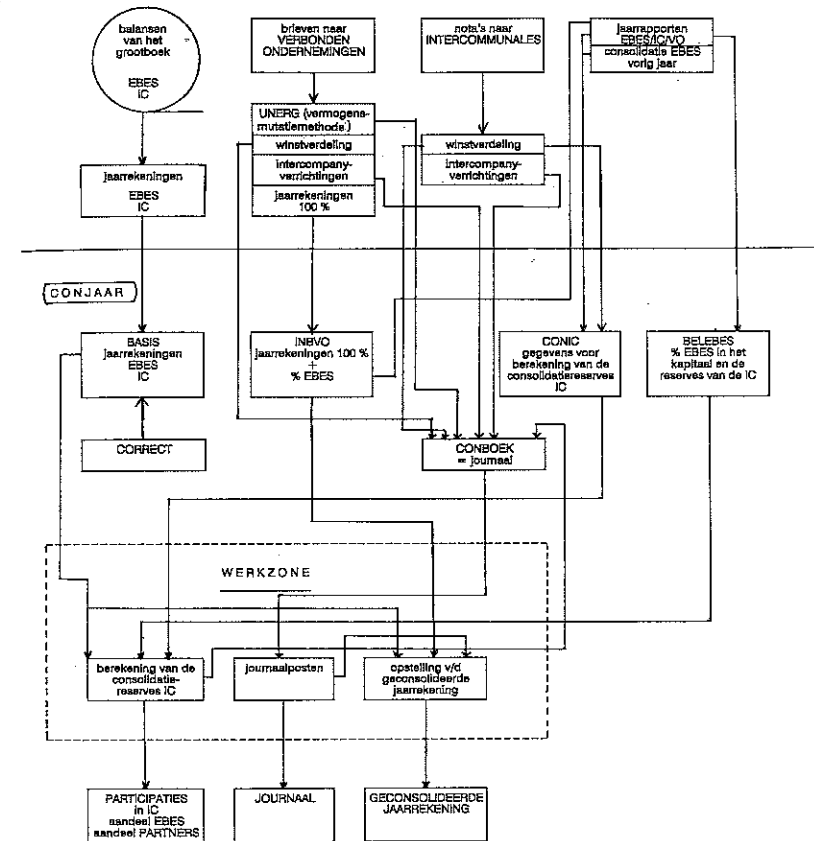 balansen
van het
grootboek
EBES
IC
brieven naar
VERBONDEN
ONDERNEMINGEN
nota's naar
INTERCOMMUNALES
jaarrapporten
EBES/IC/VO
consolidatie EBES
vorig jaar
UNERG (vermogens-
mutatiemethode!)
winstverdeling
intercompany-
verrichtingen
jaarrekeningen
100 %
winstverdeling
intercompany-
verrichtingen
jaarrekeningen
EBES
IC
CONJAAR
BASIS
jaarrekeningen
EBES
IC
INBVO
jaarrekeningen 100 %
+
% EBES
CONIC
gegevens voor
berekening van de
consolidatiereserves
IC
BELEBES
% EBES in het
kapitaal en de
reserves van de IC
CORRECT
CONBOEK
= journaal
WERKZONE
berekening van de
consolidatie-
reserves IC
journaalposten
opstelling v/d
geconsolideerde
jaarrekening
PARTICIPATIES
in IC
aandeel EBES
aandeel PARTNERS
JOURNAAL
GECONSOLIDEERDE
JAARREKENING